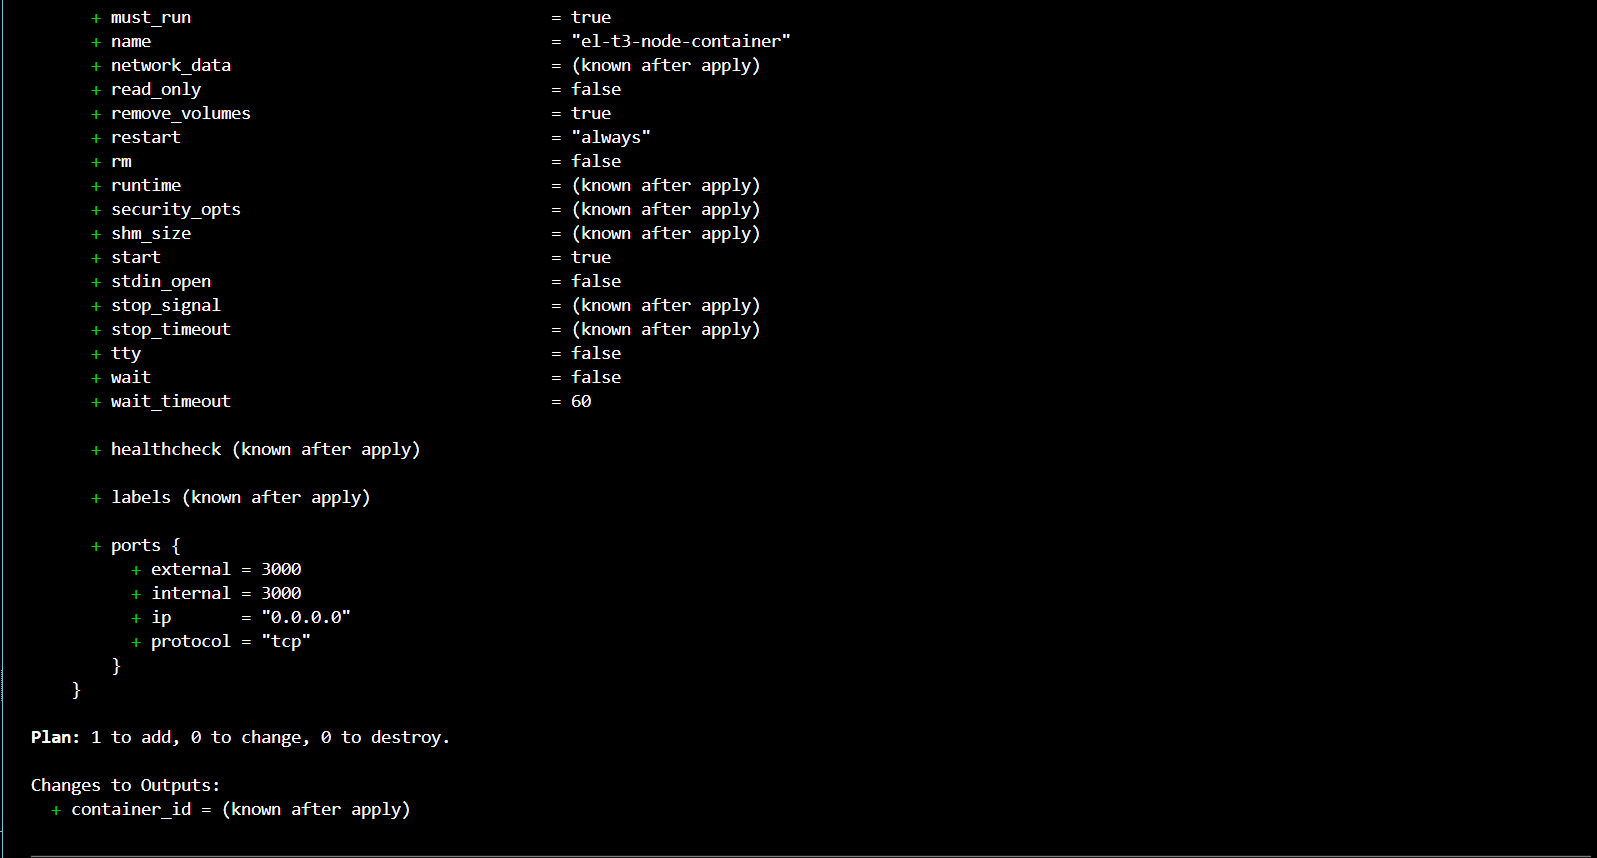 + must_run = true
+ name = "el-t3-node-container"
+ network_data = (known after apply)
+ read_only = false
+ remove_volumes = true
+ restart = "always"
+ rm = false
+ runtime = (known after apply)
+ security_opts = (known after apply)
+ shm_size = (known after apply)
+ start = true
+ stdin_open = false
+ stop_signal = (known after apply)
+ stop_timeout = (known after apply)
+ tty = false
+ wait = false
+ wait_timeout = 60
+ healthcheck (known after apply)
+ labels (known after apply)
+ ports {
+ external = 3000
+ internal = 3000
+ ip = "0.0.0.0"
+ protocol = "tcp"
}
}
Plan: 1 to add, 0 to change, 0 to destroy.
Changes to Outputs:
+ container_id = (known after apply)